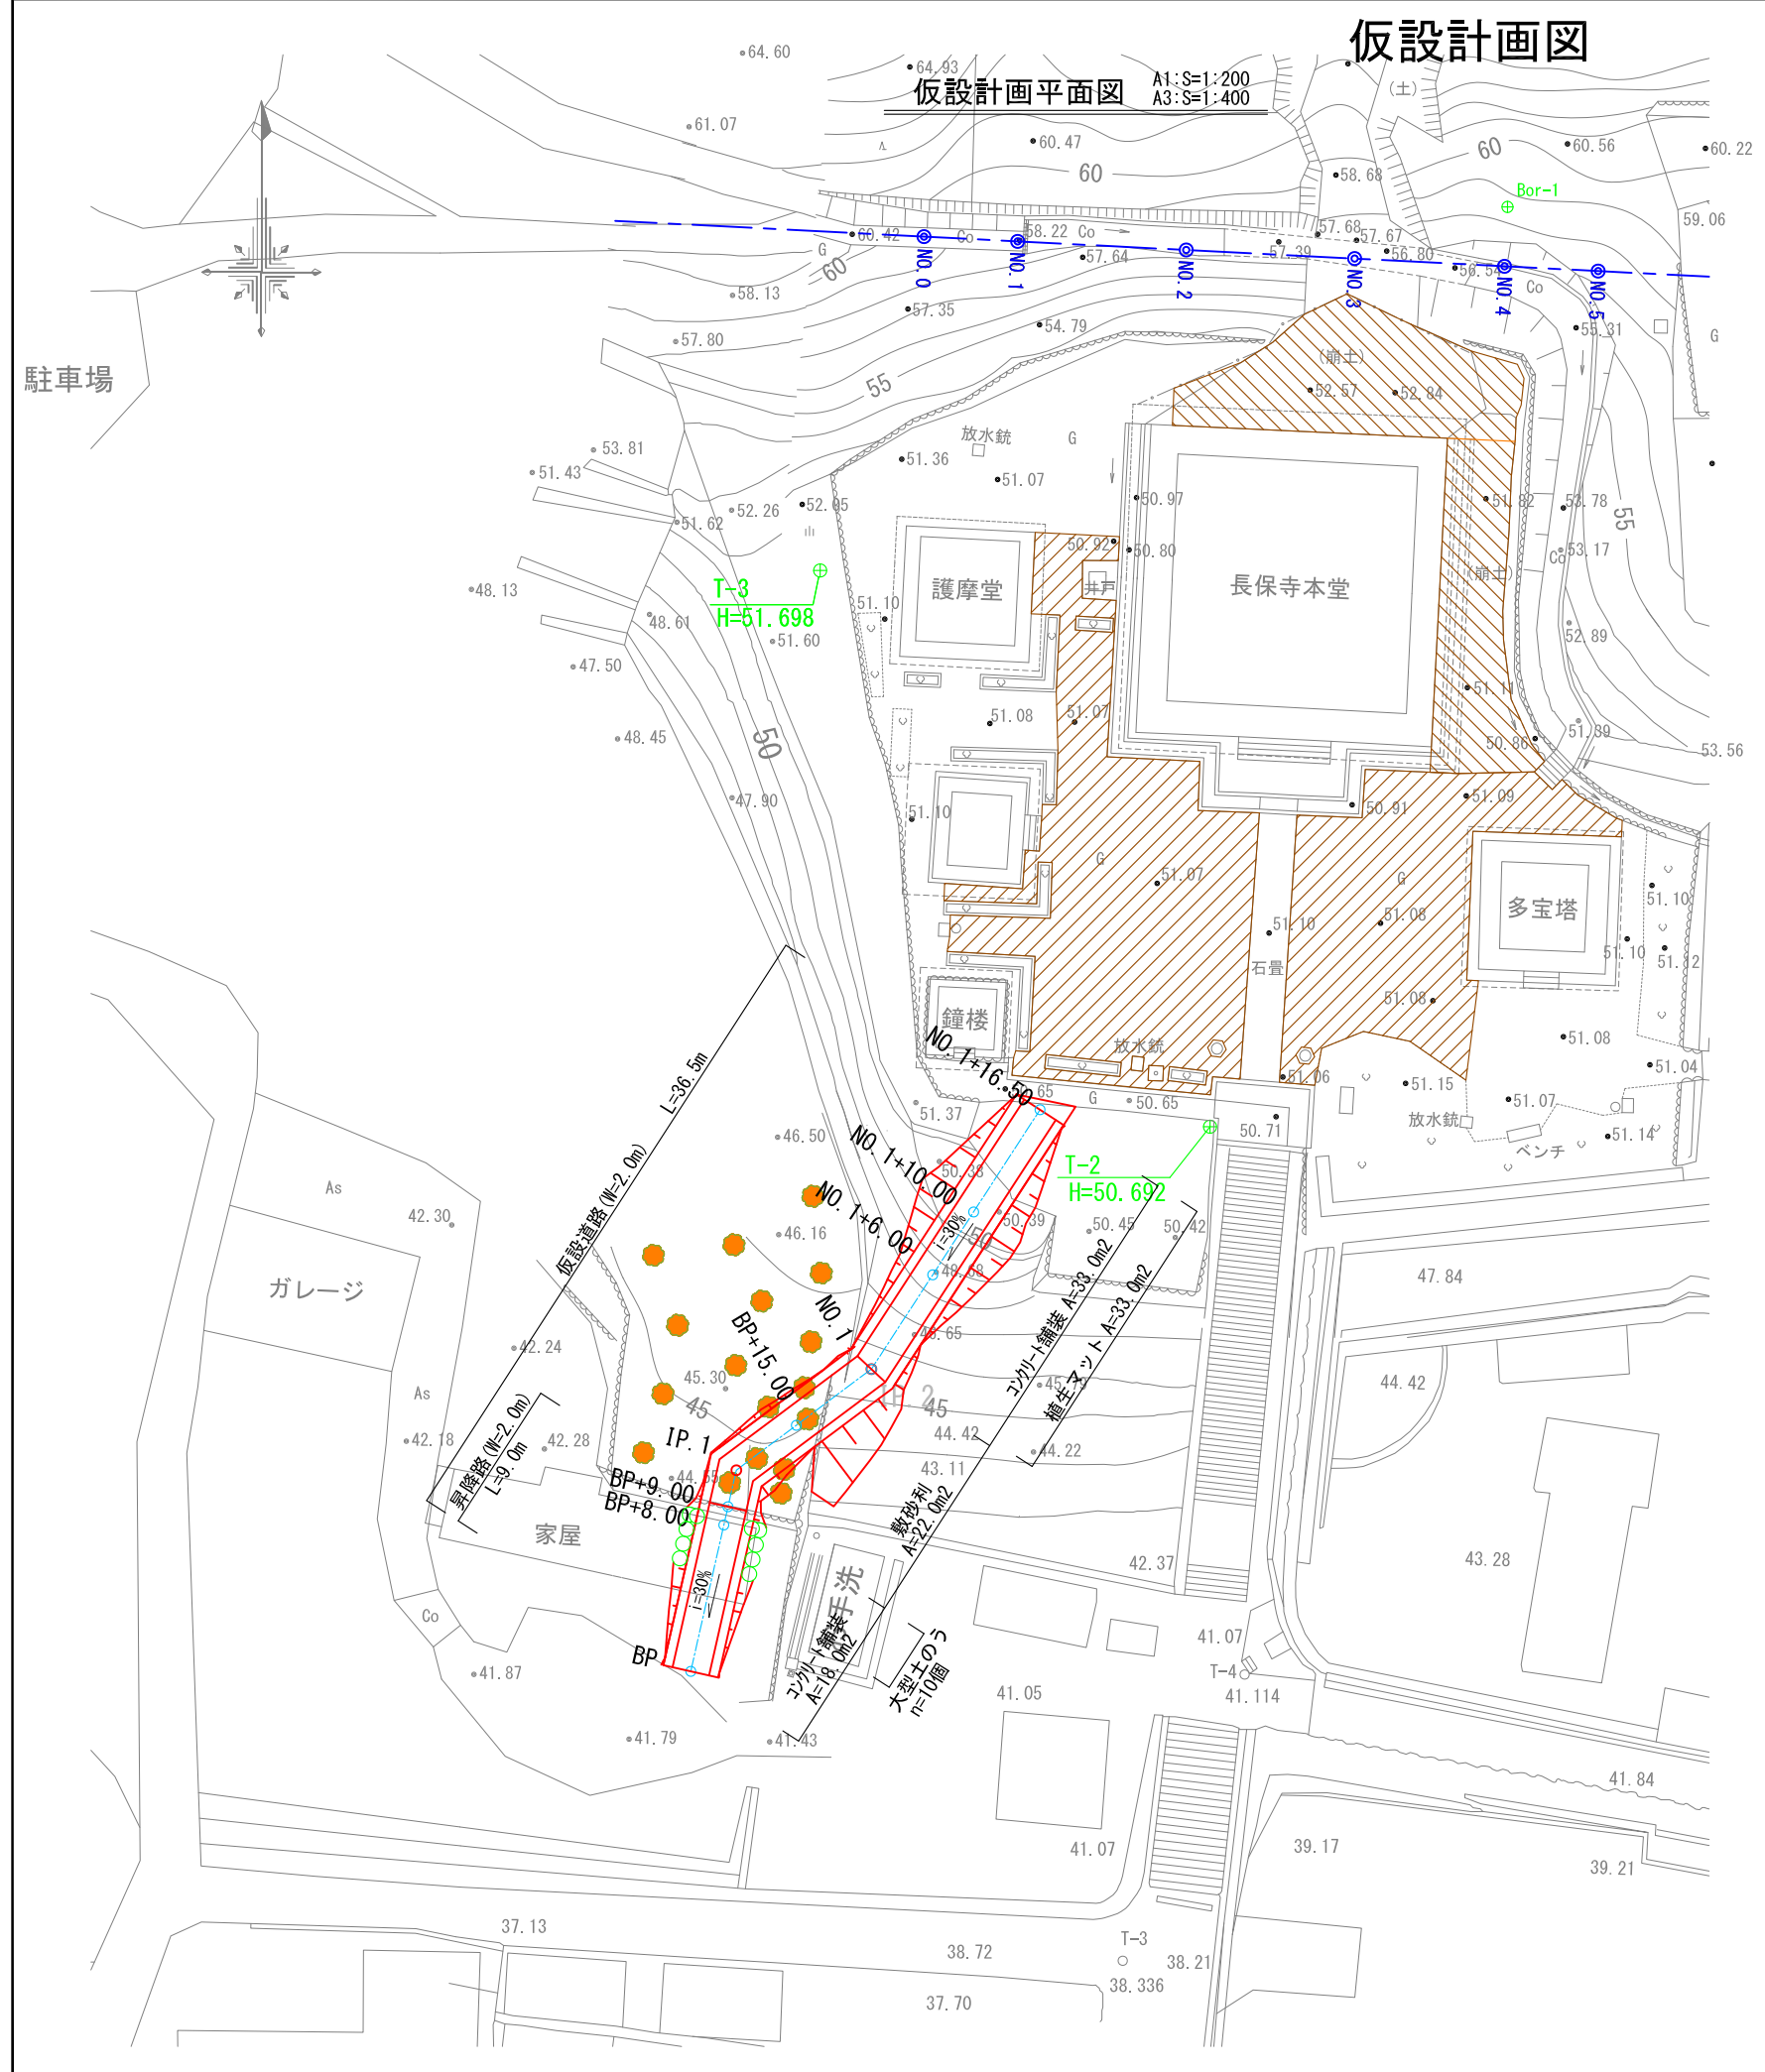 仮設計画図
仮設計画平面図
A1:S=1:200
A3:S=1:400
64.60
64.93
61.07
60.47
(土)
60
60
60.56
60.22
58.68
Bor-1
59.06
60.42
Co
58.22
Co
57.68
57.67
57.39
56.80
56.54
G
60
57.64
NO.0
NO.1
NO.2
NO.3
NO.4
NO.5
Co
58.13
57.35
54.79
55.31
G
57.80
駐車場
55
(崩土)
52.57
52.84
放水銃
G
53.81
51.43
51.36
51.07
50.97
52.26
52.05
51.62
51.82
53.78
55
50.92
50.80
Co
53.17
T-3
H=51.698
48.13
48.61
51.10
護摩堂
井戸
長保寺本堂
(崩土)
51.60
52.89
47.50
51.11
51.08
51.07
48.45
50
50.86
51.89
53.56
47.90
51.10
50.91
51.09
G
51.07
G
51.10
51.08
多宝塔
51.10
51.10
51.12
石畳
51.08
鐘楼
NO.1+16.50
放水銃
51.08
51.04
51.06
51.15
L=36.5m
仮設道路(W=2.0m)
51.37
G
50.65
51.07
50.71
放水銃
51.14
ベンチ
46.50
NO.1+10.00
50.38
T-2
H=50.692
As
42.30
NO.1+6.00
50.39
50.45
50.42
46.16
i=30%
50
47.84
ガレージ
48.68
NO.1
BP+15.00
コンクリート舗装 A=33.0m2
植生マット A=33.0m2
42.24
45.30
45
44.42
As
45
昇降路(W=2.0m)
L=9.0m
IP.1
44.42
44.22
42.18
42.28
43.11
BP+9.00
BP+8.00
敷砂利
A=22.0m2
家屋
42.37
43.28
i=30%
手洗
Co
コンクリート舗装
A=18.0m2
大型土のう
n=10個
BP
41.07
41.87
T-4
41.05
41.114
41.79
41.43
41.84
41.07
39.17
39.21
37.13
38.72
T-3
38.21
38.336
37.70